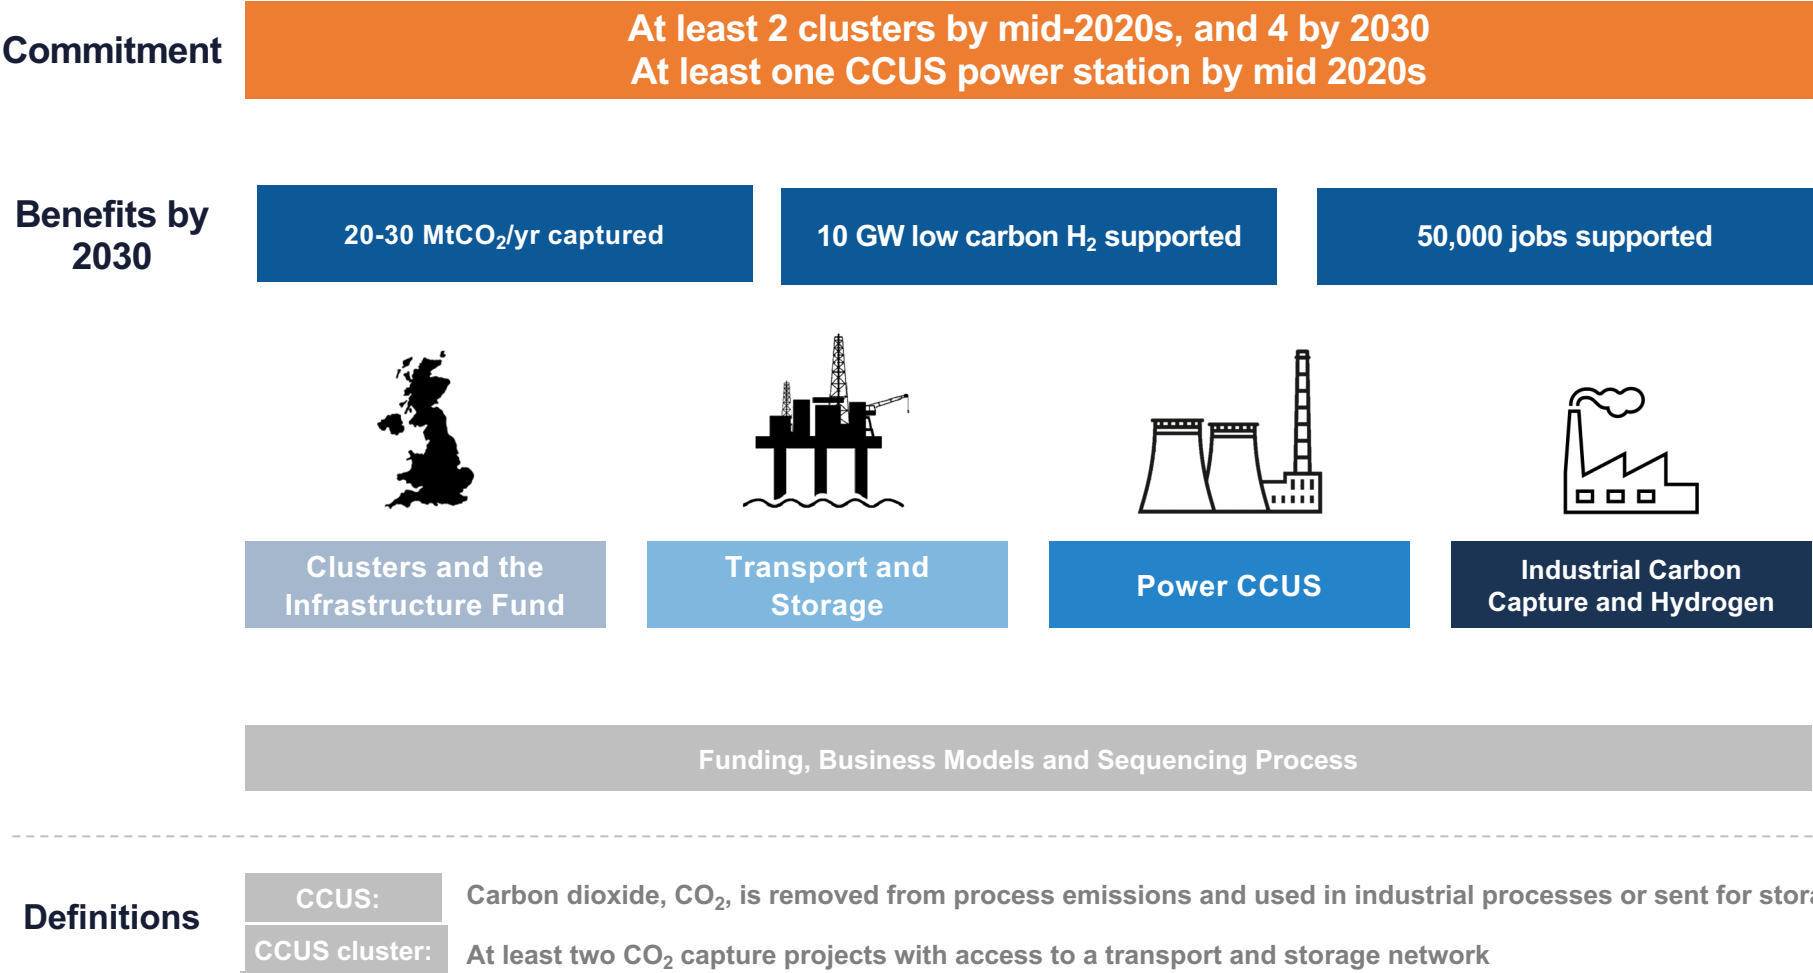 Commitment
At least 2 clusters by mid-2020s, and 4 by 2030
At least one CCUS power station by mid 2020s
Benefits by
2030
20-30 MtCO₂/yr captured
10 GW low carbon H₂ supported
50,000 jobs supported
Clusters and the
Infrastructure Fund
Transport and
Storage
Power CCUS
Industrial Carbon
Capture and Hydrogen
Funding, Business Models and Sequencing Process
Definitions
CCUS:
Carbon dioxide, CO₂, is removed from process emissions and used in industrial processes or sent for stora
CCUS cluster:
At least two CO₂ capture projects with access to a transport and storage network